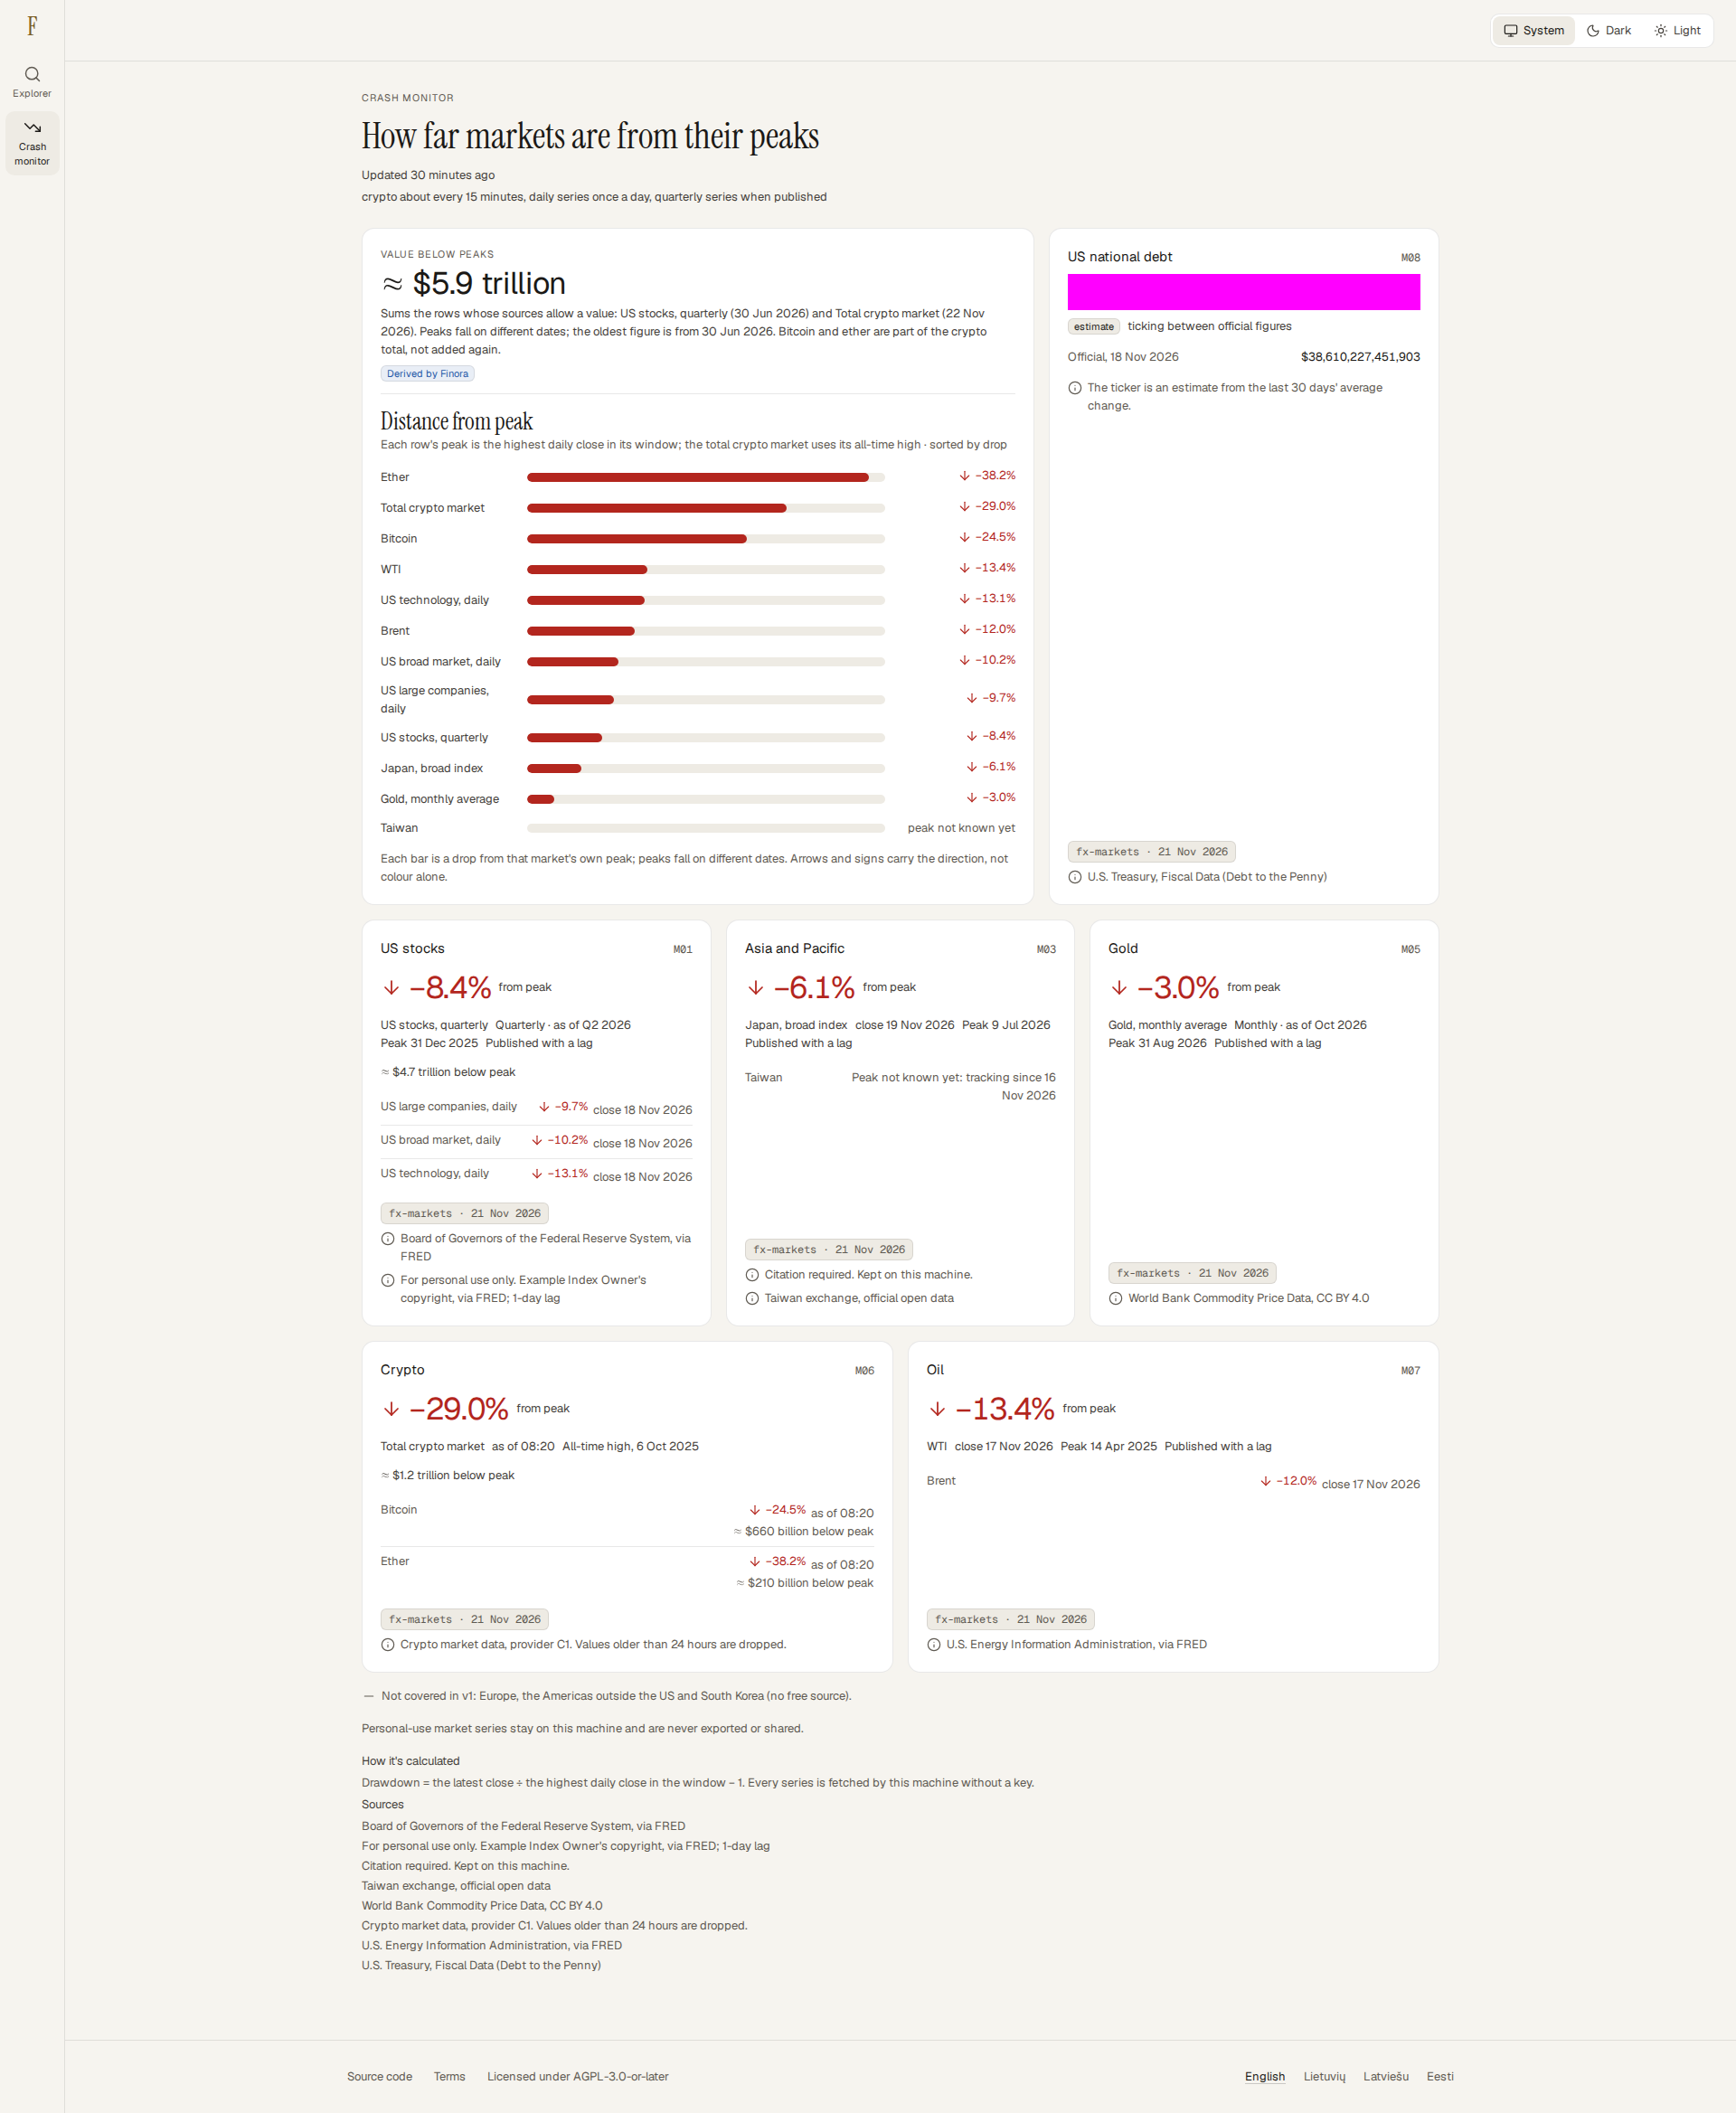 F
Explorer
Crash
monitor
System
Dark
Light
CRASH MONITOR
How far markets are from their peaks
Updated 30 minutes ago
crypto about every 15 minutes, daily series once a day, quarterly series when published
VALUE BELOW PEAKS
≈ $5.9 trillion
Sums the rows whose sources allow a value: US stocks, quarterly (30 Jun 2026) and Total crypto market (22 Nov
2026). Peaks fall on different dates; the oldest figure is from 30 Jun 2026. Bitcoin and ether are part of the crypto
total, not added again.
Derived by Finora
Distance from peak
Each row's peak is the highest daily close in its window; the total crypto market uses its all-time high · sorted by drop
Ether ↓ −38.2%
Total crypto market ↓ −29.0%
Bitcoin ↓ −24.5%
WTI ↓ −13.4%
US technology, daily ↓ −13.1%
Brent ↓ −12.0%
US broad market, daily ↓ −10.2%
US large companies,
daily ↓ −9.7%
US stocks, quarterly ↓ −8.4%
Japan, broad index ↓ −6.1%
Gold, monthly average ↓ −3.0%
Taiwan peak not known yet
Each bar is a drop from that market's own peak; peaks fall on different dates. Arrows and signs carry the direction, not
colour alone.
US national debt M08
estimate ticking between official figures
Official, 18 Nov 2026 $38,610,227,451,903
The ticker is an estimate from the last 30 days' average
change.
fx-markets · 21 Nov 2026
U.S. Treasury, Fiscal Data (Debt to the Penny)
US stocks M01
↓ −8.4% from peak
US stocks, quarterly Quarterly · as of Q2 2026
Peak 31 Dec 2025 Published with a lag
≈ $4.7 trillion below peak
US large companies, daily ↓ −9.7% close 18 Nov 2026
US broad market, daily ↓ −10.2% close 18 Nov 2026
US technology, daily ↓ −13.1% close 18 Nov 2026
fx-markets · 21 Nov 2026
Board of Governors of the Federal Reserve System, via
FRED
For personal use only. Example Index Owner's
copyright, via FRED; 1-day lag
Asia and Pacific M03
↓ −6.1% from peak
Japan, broad index close 19 Nov 2026 Peak 9 Jul 2026
Published with a lag
Taiwan Peak not known yet: tracking since 16
Nov 2026
fx-markets · 21 Nov 2026
Citation required. Kept on this machine.
Taiwan exchange, official open data
Gold M05
↓ −3.0% from peak
Gold, monthly average Monthly · as of Oct 2026
Peak 31 Aug 2026 Published with a lag
fx-markets · 21 Nov 2026
World Bank Commodity Price Data, CC BY 4.0
Crypto M06
↓ −29.0% from peak
Total crypto market as of 08:20 All-time high, 6 Oct 2025
≈ $1.2 trillion below peak
Bitcoin ↓ −24.5% as of 08:20
≈ $660 billion below peak
Ether ↓ −38.2% as of 08:20
≈ $210 billion below peak
fx-markets · 21 Nov 2026
Crypto market data, provider C1. Values older than 24 hours are dropped.
Oil M07
↓ −13.4% from peak
WTI close 17 Nov 2026 Peak 14 Apr 2025 Published with a lag
Brent ↓ −12.0% close 17 Nov 2026
fx-markets · 21 Nov 2026
U.S. Energy Information Administration, via FRED
— Not covered in v1: Europe, the Americas outside the US and South Korea (no free source).
Personal-use market series stay on this machine and are never exported or shared.
How it's calculated
Drawdown = the latest close ÷ the highest daily close in the window − 1. Every series is fetched by this machine without a key.
Sources
Board of Governors of the Federal Reserve System, via FRED
For personal use only. Example Index Owner's copyright, via FRED; 1-day lag
Citation required. Kept on this machine.
Taiwan exchange, official open data
World Bank Commodity Price Data, CC BY 4.0
Crypto market data, provider C1. Values older than 24 hours are dropped.
U.S. Energy Information Administration, via FRED
U.S. Treasury, Fiscal Data (Debt to the Penny)
Source code Terms Licensed under AGPL-3.0-or-later
English Lietuvių Latviešu Eesti